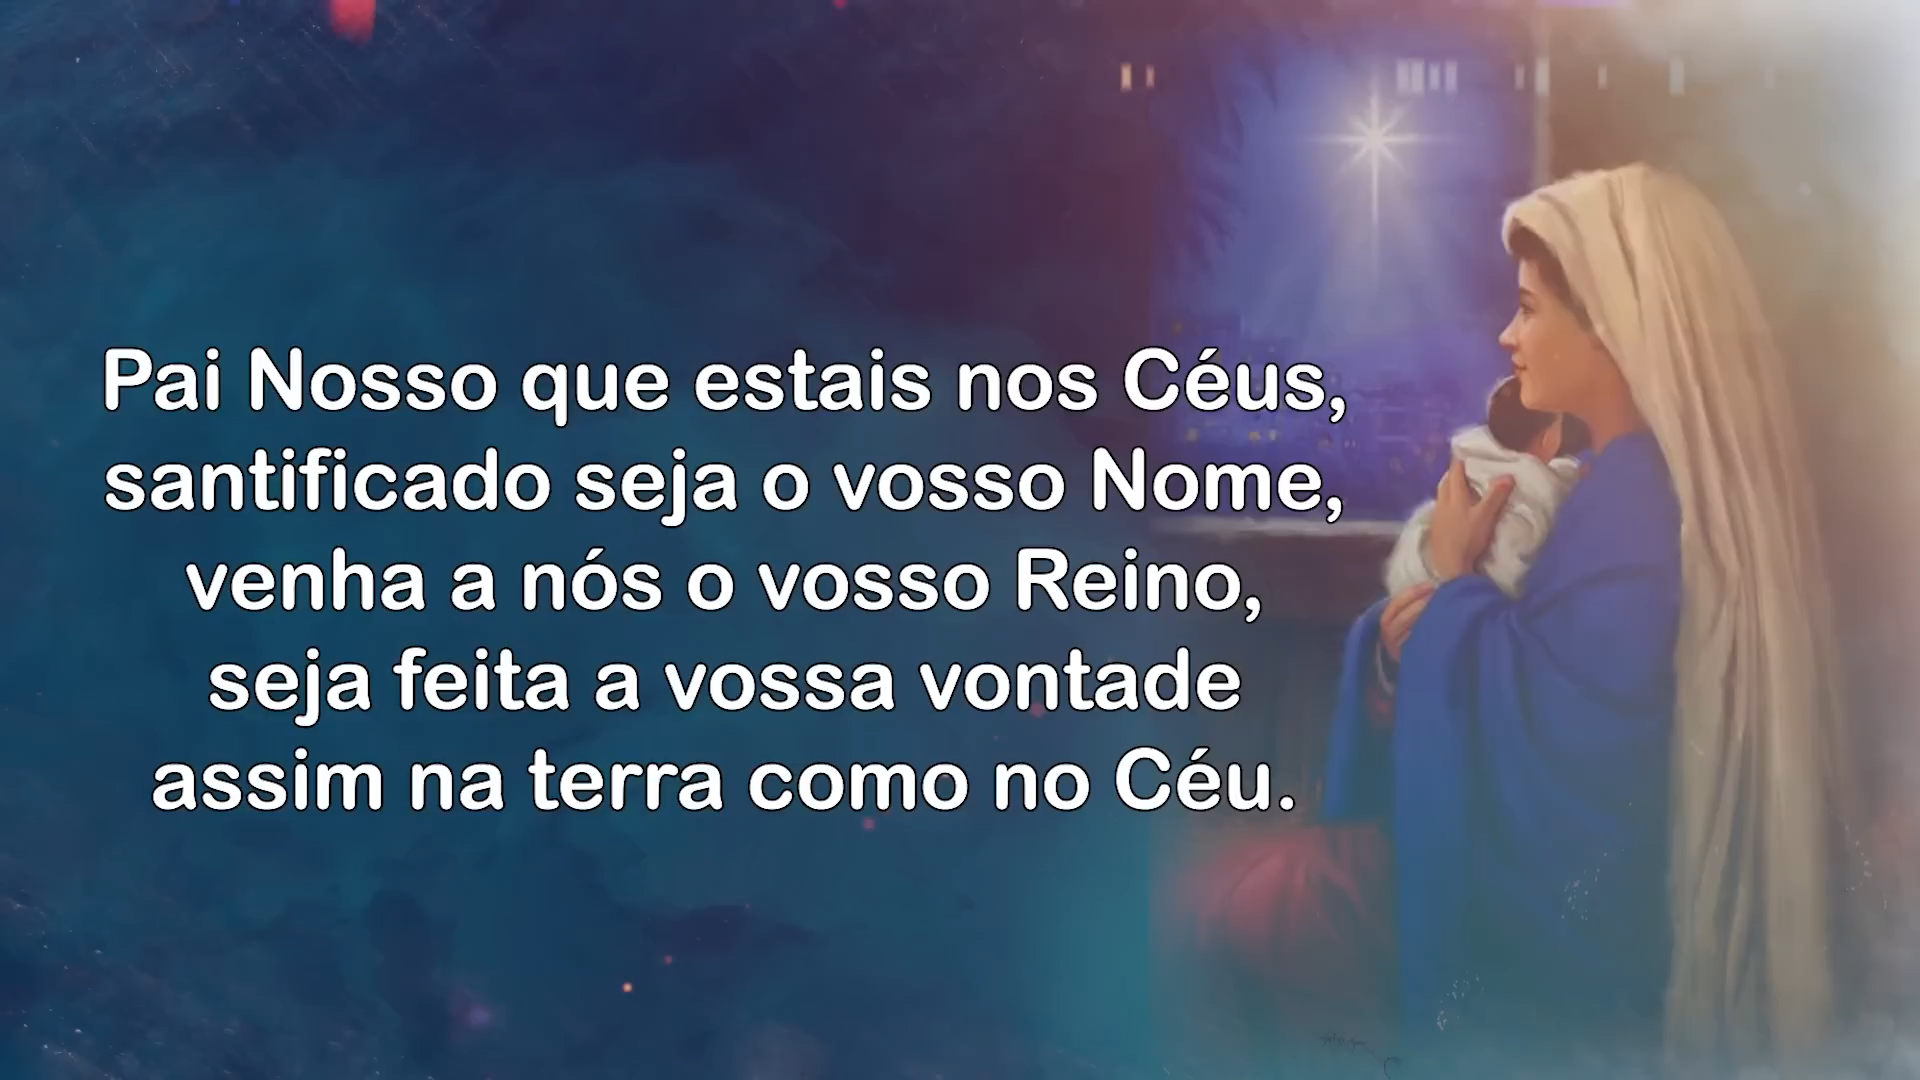 Pai Nosso que estais nos Céus,
santificado seja o vosso Nome,
venha a nós o vosso Reino,
seja feita a vossa vontade
assim na terra como no Céu.